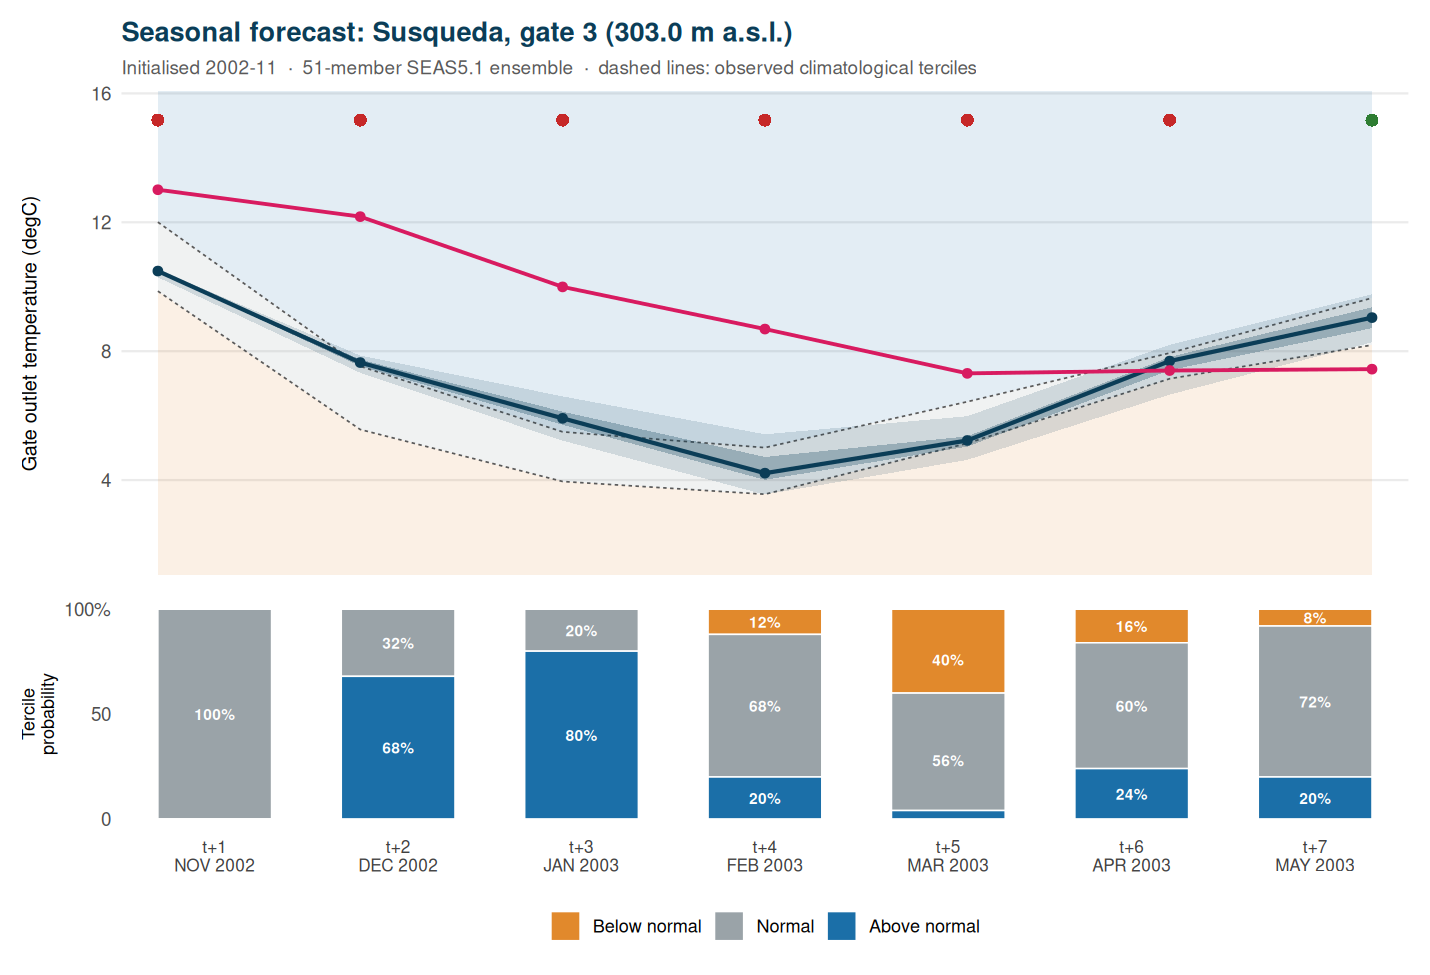 Seasonal forecast: Susqueda, gate 3 (303.0 m a.s.l.)
Initialised 2002-11 · 51-member SEAS5.1 ensemble · dashed lines: observed climatological terciles
Gate outlet temperature (degC)
16
12
8
4
Tercile
probability
100%
50
0
100%
32%
68%
20%
80%
12%
68%
20%
40%
56%
16%
60%
24%
8%
72%
20%
t+1
NOV 2002
t+2
DEC 2002
t+3
JAN 2003
t+4
FEB 2003
t+5
MAR 2003
t+6
APR 2003
t+7
MAY 2003
Below normal
Normal
Above normal